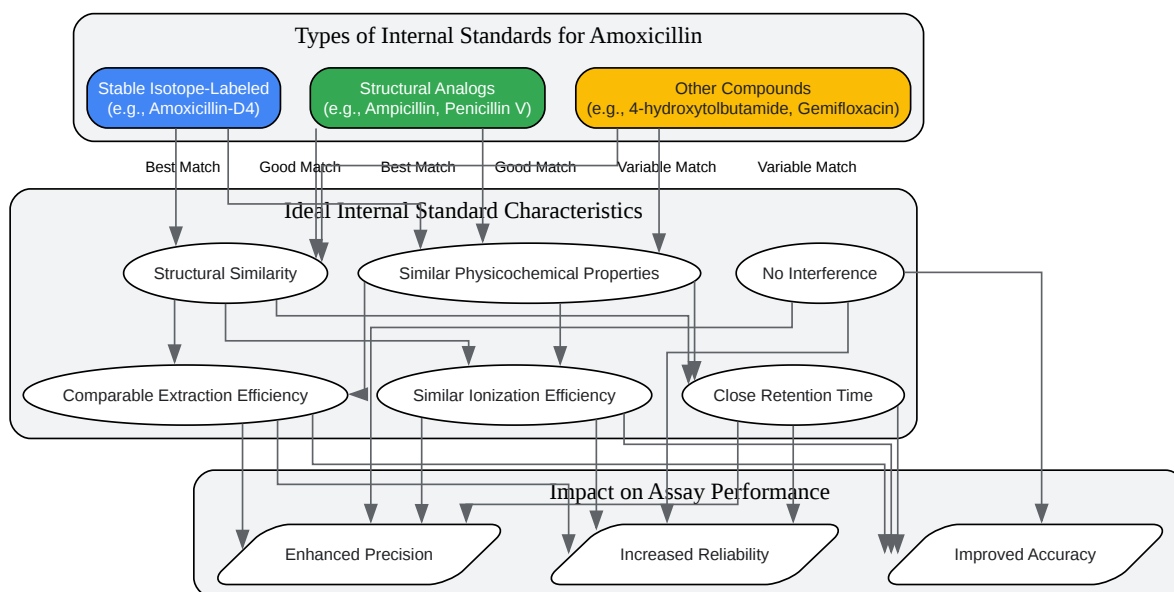 Types of Internal Standards for Amoxicillin
Stable Isotope-Labeled
(e.g., Amoxicillin-D4)
Structural Analogs
(e.g., Ampicillin, Penicillin V)
Other Compounds
(e.g., 4-hydroxytolbutamide, Gemifloxacin)
Best Match
Good Match
Best Match
Good Match
Variable Match
Variable Match
Ideal Internal Standard Characteristics
Structural Similarity
Similar Physicochemical Properties
No Interference
Comparable Extraction Efficiency
Similar Ionization Efficiency
Close Retention Time
Impact on Assay Performance
Enhanced Precision
Increased Reliability
Improved Accuracy